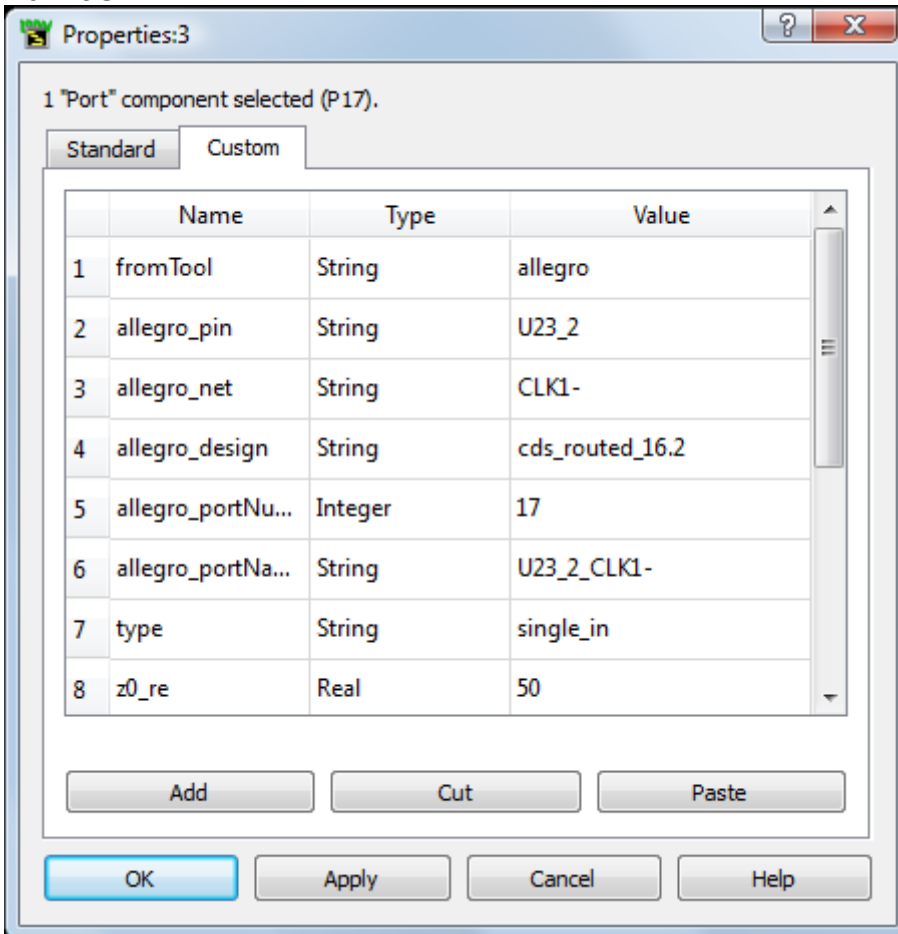 Properties:3
1 "Port" component selected (P17).
Standard Custom
Name Type Value
1 fromTool String allegro
2 allegro_pin String U23_2
3 allegro_net String CLK1-
4 allegro_design String cds_routed_16.2
5 allegro_portNu... Integer 17
6 allegro_portNa... String U23_2_CLK1-
7 type String single_in
8 z0_re Real 50
Add Cut Paste
OK Apply Cancel Help